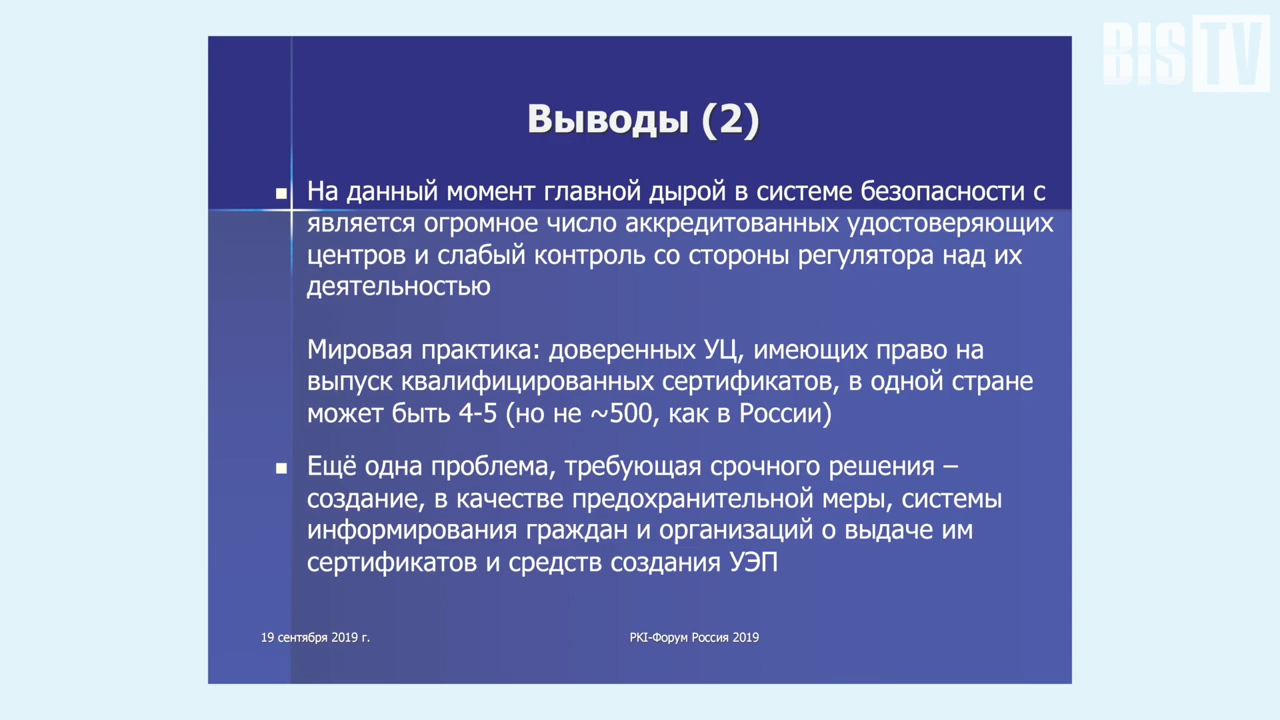 BIS TV
Выводы (2)
На данный момент главной дырой в системе безопасности с
является огромное число аккредитованных удостоверяющих
центров и слабый контроль со стороны регулятора над их
деятельностью
Мировая практика: доверенных УЦ, имеющих право на
выпуск квалифицированных сертификатов, в одной стране
может быть 4-5 (но не ~500, как в России)
Ещё одна проблема, требующая срочного решения –
создание, в качестве предохранительной меры, системы
информирования граждан и организаций о выдаче им
сертификатов и средств создания УЭП
19 сентября 2019 г.
PKI-Форум Россия 2019